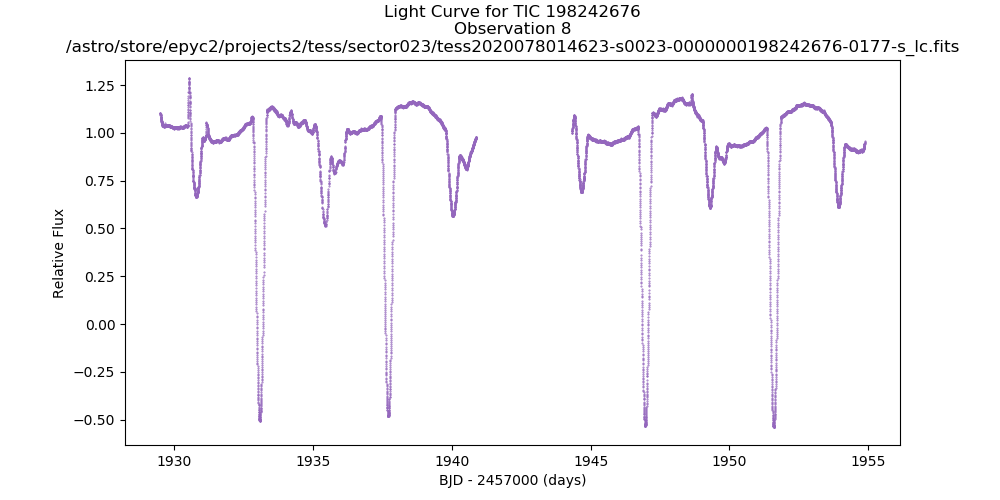 Light Curve for TIC 198242676
Observation 8
/astro/store/epyc2/projects2/tess/sector023/tess2020078014623-s0023-0000000198242676-0177-s_lc.fits
Relative Flux
1.25
1.00
0.75
0.50
0.25
0.00
−0.25
−0.50
1930 1935 1940 1945 1950 1955
BJD - 2457000 (days)